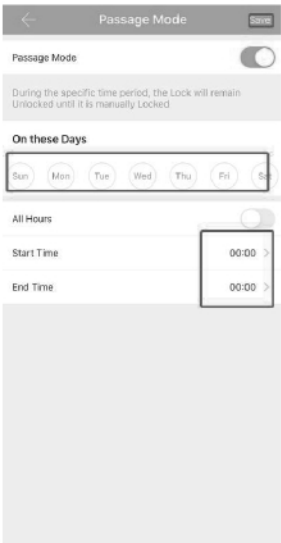 Passage Mode Save
Passage Mode
During the specific time period, the Lock will remain
Unlocked until it is manually Locked
On these Days
Sun Mon Tue Wed Thu Fri Sat
All Hours
Start Time 00:00 >
End Time 00:00 >